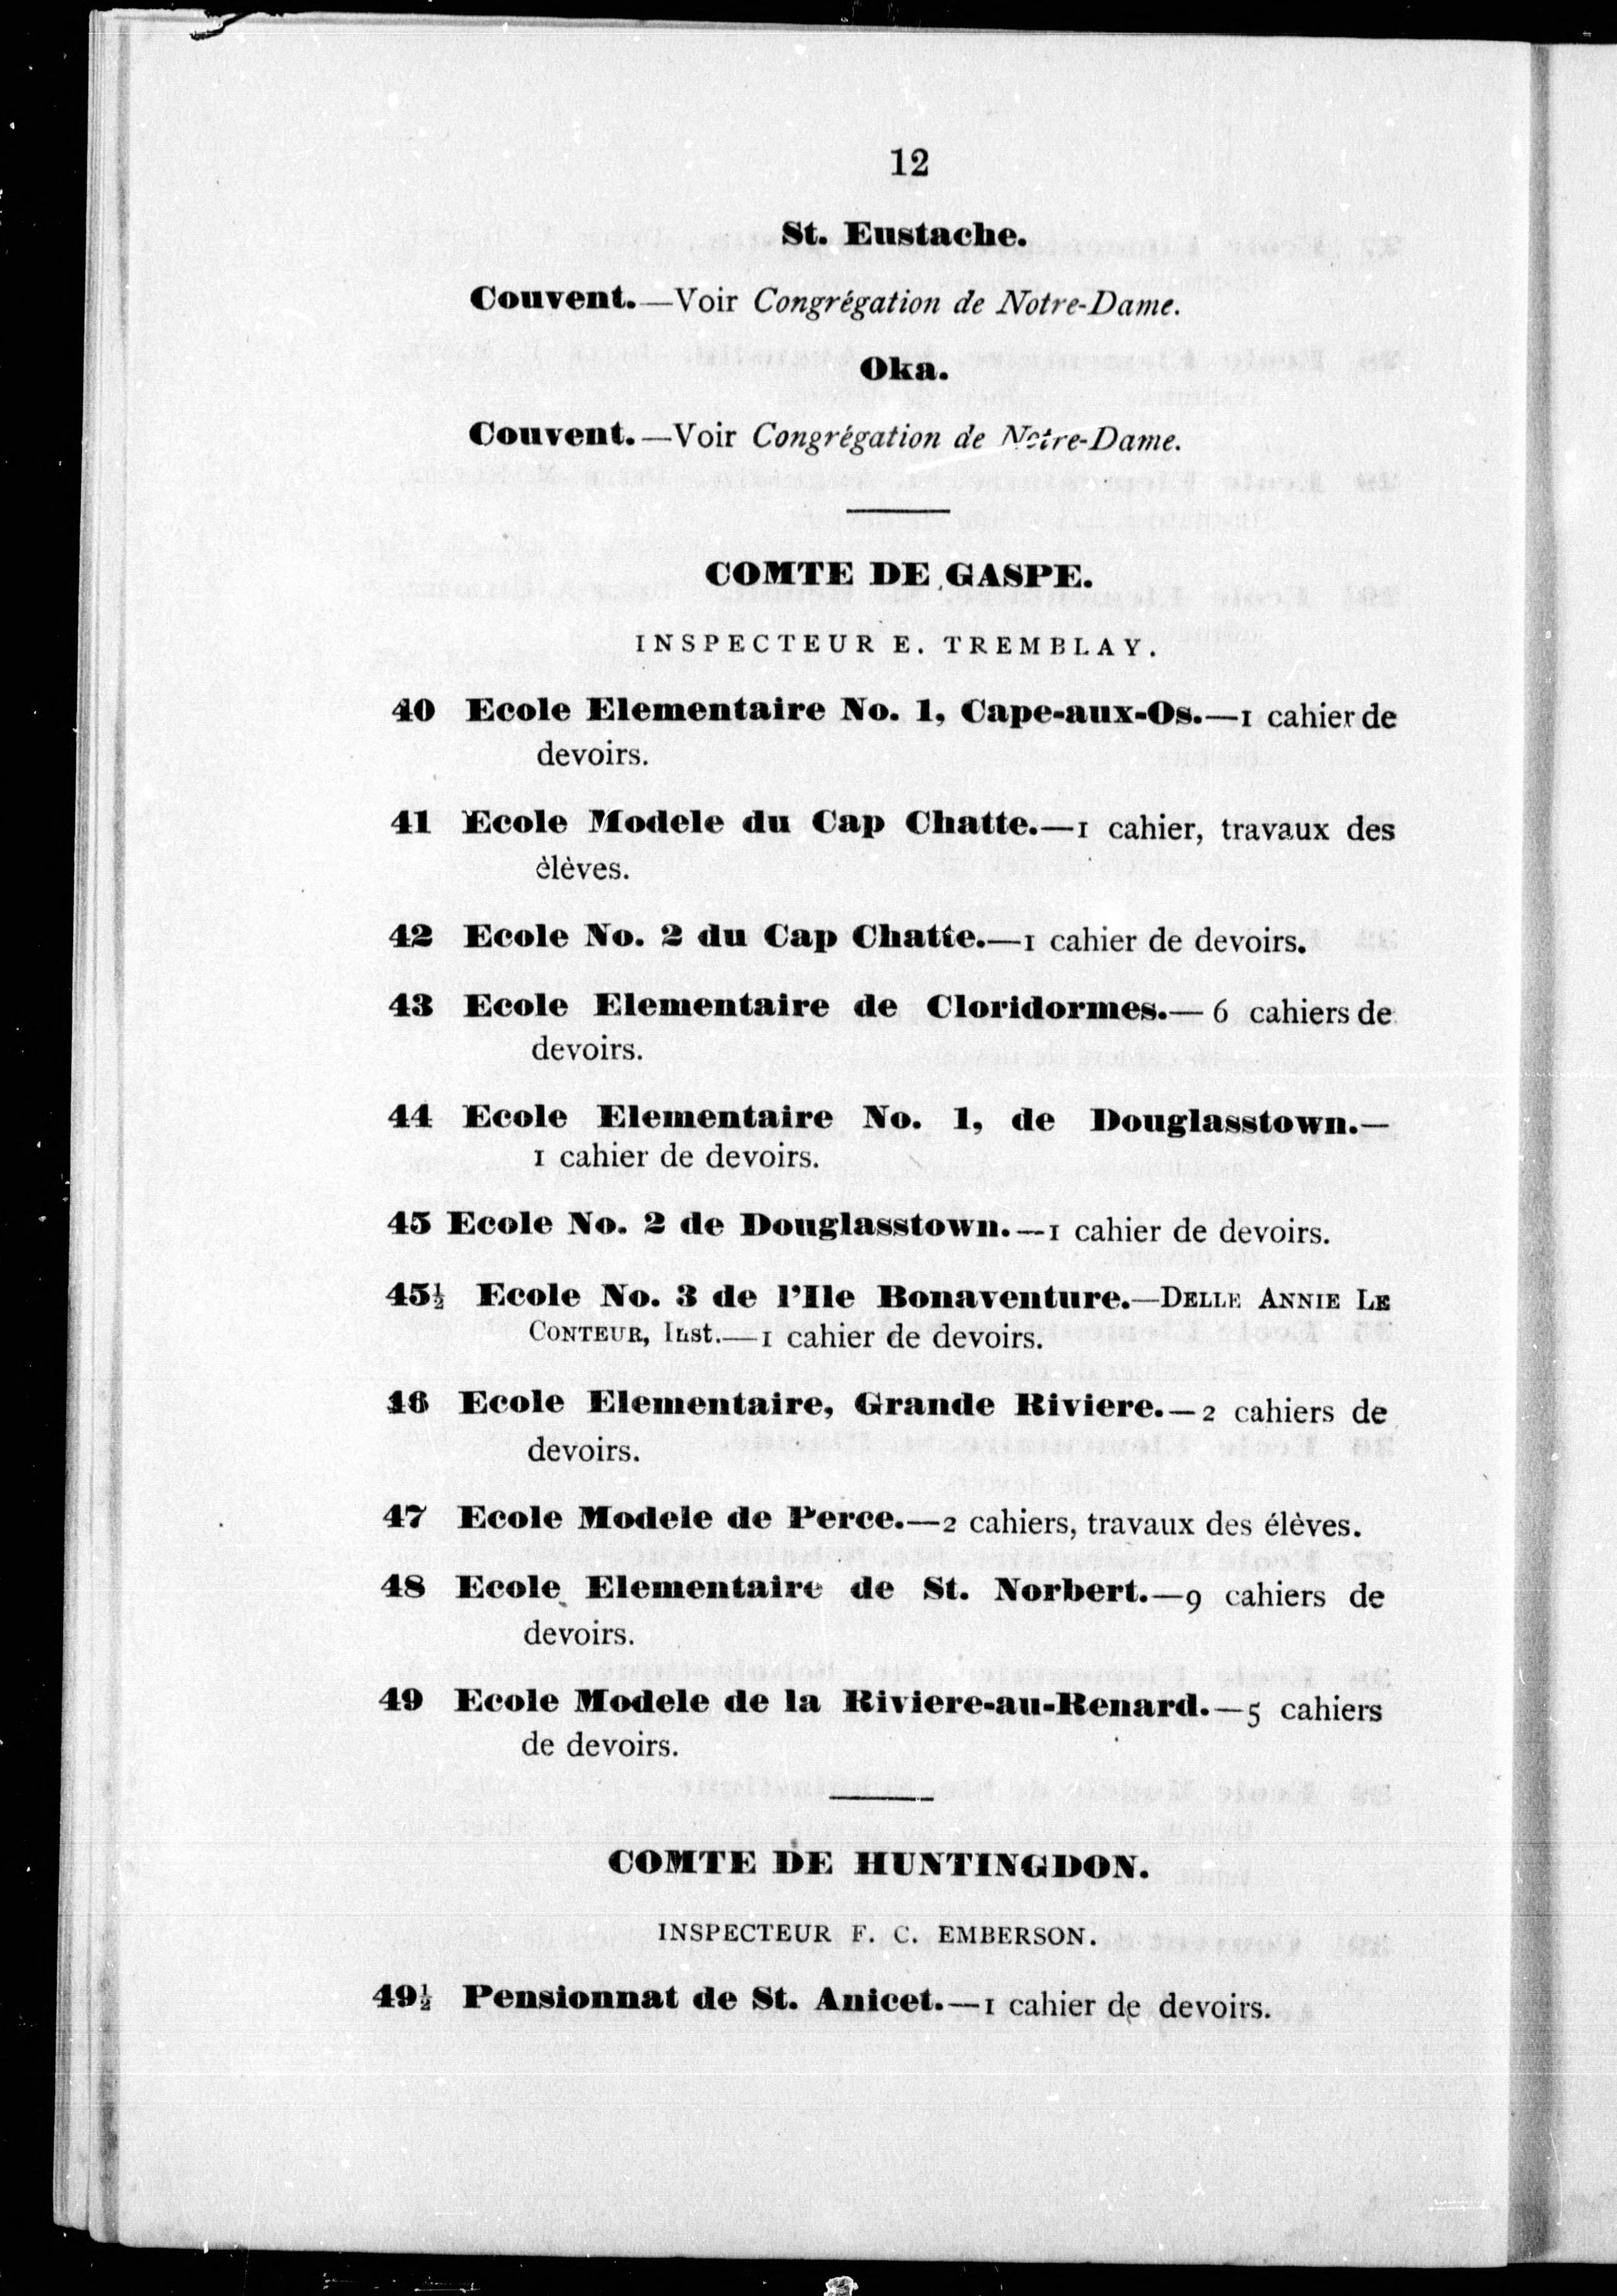 12
St. Eustache.
Couvent.—Voir Congrégation de Notre-Dame.
Oka.
Couvent.—Voir Congrégation de Notre-Dame.
COMTE DE GASPE.
INSPECTEUR E. TREMBLAY.
40 Ecole Elementaire No. 1, Cape-aux-Os.—1 cahier de
devoirs.
41 Ecole Modele du Cap Chatte.—1 cahier, travaux des
èlèves.
42 Ecole No. 2 du Cap Chatte.—1 cahier de devoirs.
43 Ecole Elementaire de Cloridormes.—6 cahiers de
devoirs.
44 Ecole Elementaire No. 1, de Douglasstown.—
1 cahier de devoirs.
45 Ecole No. 2 de Douglasstown.—1 cahier de devoirs.
45½ Ecole No. 3 de l'Ile Bonaventure.—DELLE ANNIE LE
CONTEUR, Inst.—1 cahier de devoirs.
46 Ecole Elementaire, Grande Riviere.—2 cahiers de
devoirs.
47 Ecole Modele de Perce.—2 cahiers, travaux des élèves.
48 Ecole Elementaire de St. Norbert.—9 cahiers de
devoirs.
49 Ecole Modele de la Riviere-au-Renard.—5 cahiers
de devoirs.
COMTE DE HUNTINGDON.
INSPECTEUR F. C. EMBERSON.
49½ Pensionnat de St. Anicet.—1 cahier de devoirs.